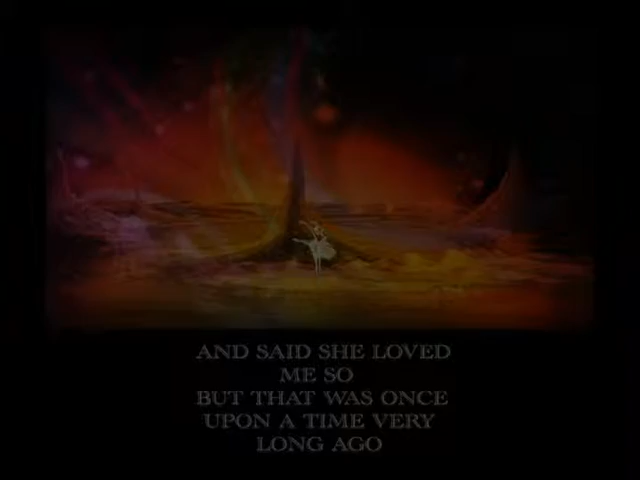 AND SAID SHE LOVED
ME SO
BUT THAT WAS ONCE
UPON A TIME VERY
LONG AGO